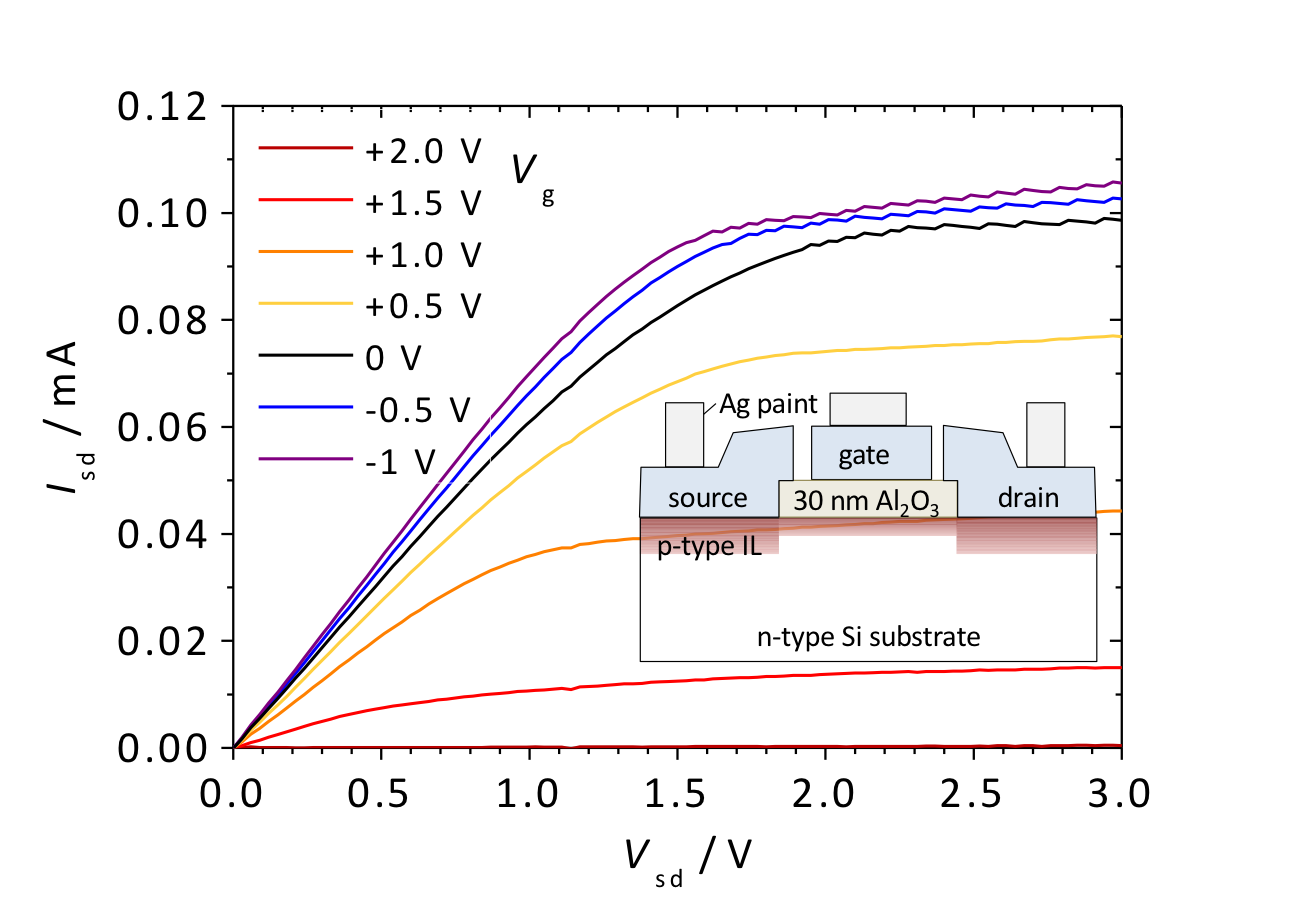 0.12
0.10
0.08
0.06
0.04
0.02
0.00
I sd / mA
+2.0 V
+1.5 V
+1.0 V
+0.5 V
0 V
-0.5 V
-1 V
Vg
Ag paint
gate
source
30 nm Al2O3
drain
p-type IL
n-type Si substrate
0.0 0.5 1.0 1.5 2.0 2.5 3.0
Vsd / V